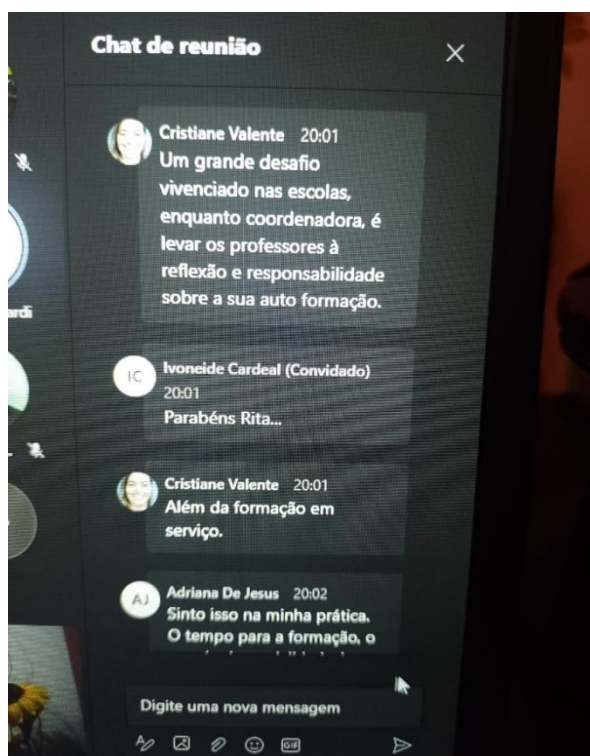 Chat de reunião
Cristiane Valente 20:01
Um grande desafio
vivenciado nas escolas,
enquanto coordenadora, é
levar os professores à
reflexão e responsabilidade
sobre a sua auto formação.
IC
Ivoneide Cardeal (Convidado)
20:01
Parabéns Rita...
Cristiane Valente 20:01
Além da formação em
serviço.
AJ
Adriana De Jesus 20:02
Sinto isso na minha prática.
O tempo para a formação, o
Digite uma nova mensagem
GIF
ardi